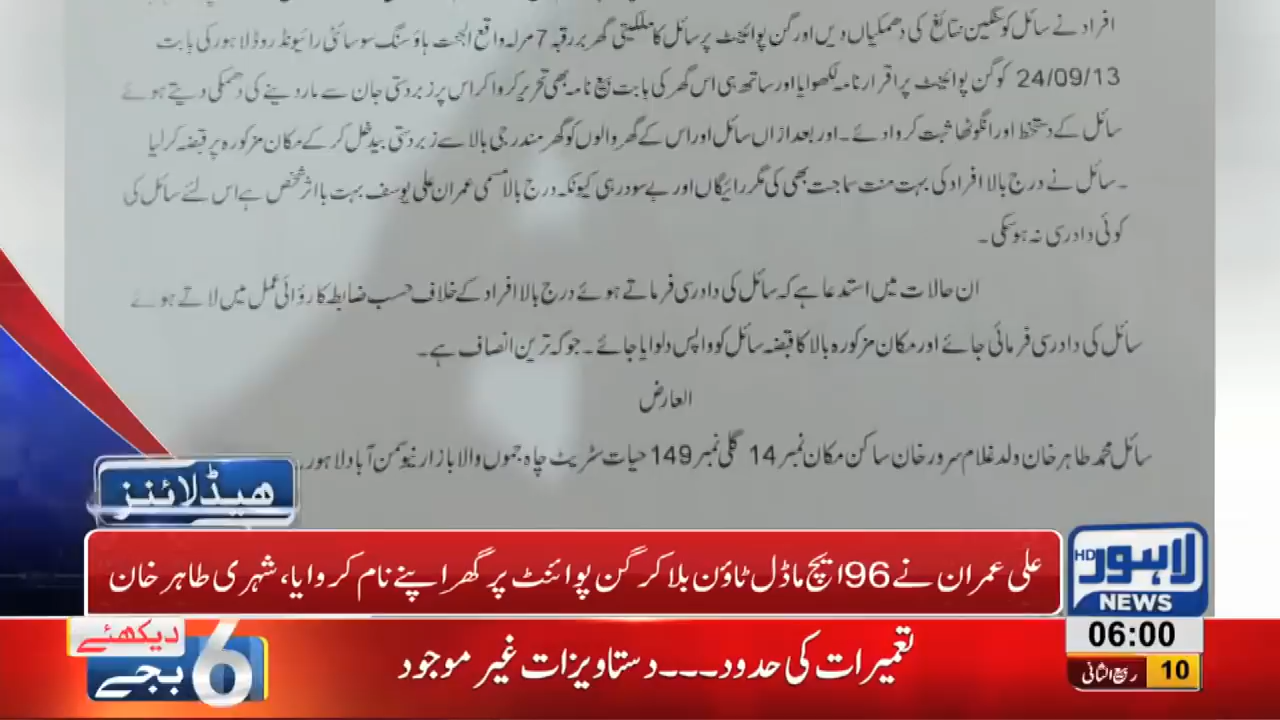 افراد نے سائل کو سنگین نتائج کی دھمکیاں دیں اور گن پوائنٹ پر سائل کا ملکیتی گھر بر رقبہ 7 مرلہ واقع الجنت ہاؤسنگ سوسائٹی رائیونڈ روڈ لاہور کی بابت
24/09/13 کو گن پوائنٹ پر اقرار نامہ لکھوایا اور ساتھ ہی اس گھر کی بابت بیع نامہ بھی تحریر کروا کر اس پر زبردستی جان سے مار دینے کی دھمکی دیتے ہوئے
سائل کے دستخط اور انگوٹھا ثبت کروا دئے۔ اور بعد ازاں سائل اور اس کے گھر والوں کو گھر مندرجی بالا سے زبردستی بیدخل کر کے مکان مزکورہ پر قبضہ کر لیا
۔سائل نے درج بالا افراد کی بہت منت سماجت بھی کی مگر رائیگاں اور بے سود رہی کیونکہ درج بالا مسمی عمران علی یوسف بہت با اثر شخص ہے اس لئے سائل کی
کوئی دادرسی نہ ہو سکی۔
ان حالات میں استدعا ہے کہ سائل کی دادرسی فرماتے ہوئے درج بالا افراد کے خلاف حسب ضابطہ کاروائی عمل میں لاتے ہوئے
سائل کی دادرسی فرمائی جائے اور مکان مزکورہ بالا کا قبضہ سائل کو واپس دلوایا جائے۔ جو کہ ترین انصاف ہے۔
العارض
سائل محمد طاہر خان ولد غلام سرور خان ساکن مکان نمبر 14 گلی نمبر 149 حیات سٹریٹ چاہ جموں والا بازار نیو سمن آباد لاہور۔
ہیڈلائنز
علی عمران نے 96 ایچ ماڈل ٹاؤن بلا کر گن پوائنٹ پر گھر اپنے نام کروایا، شہری طاہر خان
لاہور HD
NEWS
06:00
10 ربیع الثانی
دیکھئے
6 بجے
تعمیرات کی حدود۔۔۔دستاویزات غیر موجود